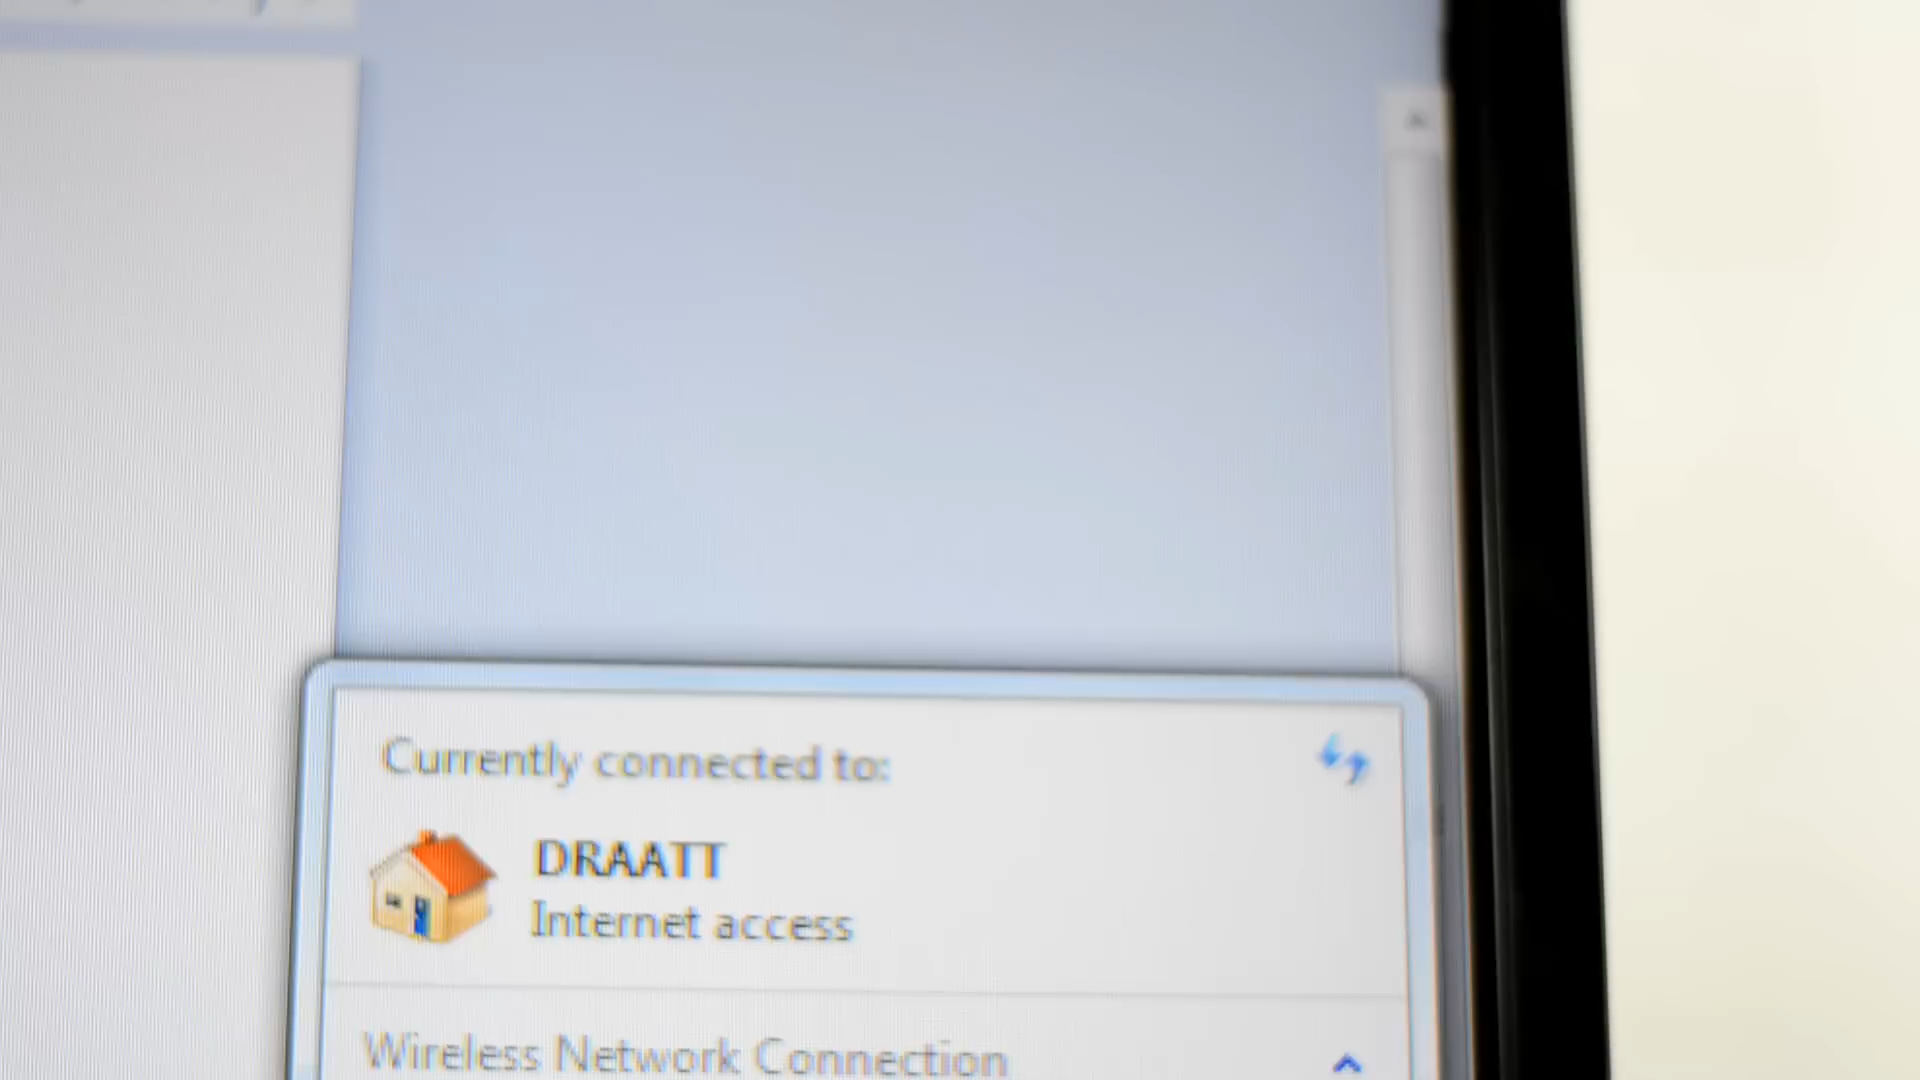 Currently connected to:
DRAATT
Internet access
Wireless Network Connection